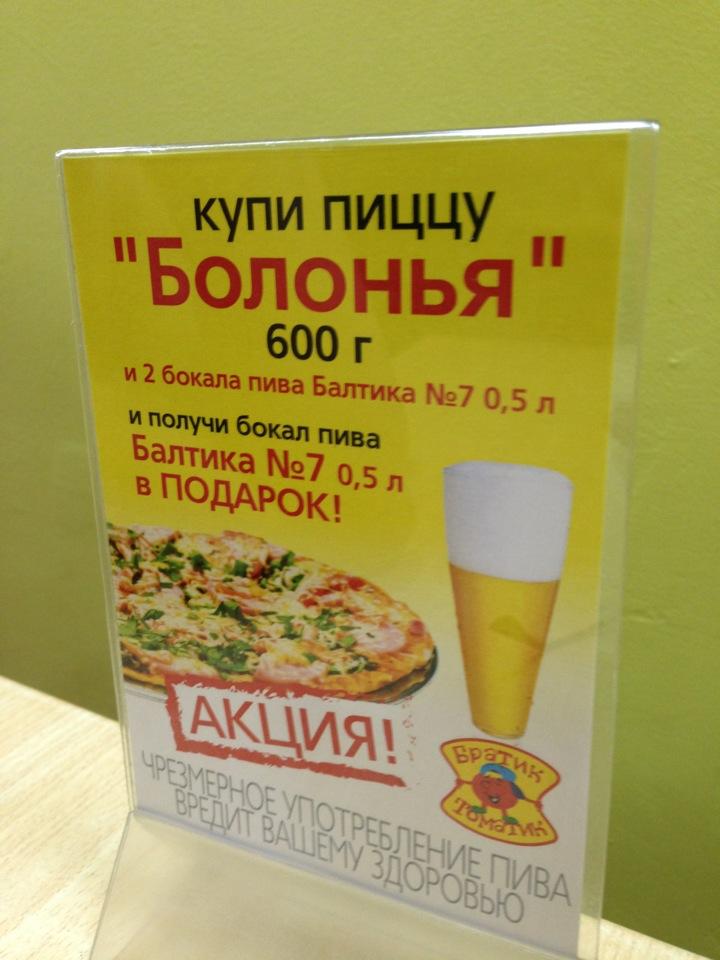 купи пиццу
"Болонья"
600 г
и 2 бокала пива Балтика №7 0,5 л
и получи бокал пива
Балтика №7 0,5 л
в ПОДАРОК!
АКЦИЯ!
Братик
Томатик
ЧРЕЗМЕРНОЕ УПОТРЕБЛЕНИЕ ПИВА
ВРЕДИТ ВАШЕМУ ЗДОРОВЬЮ